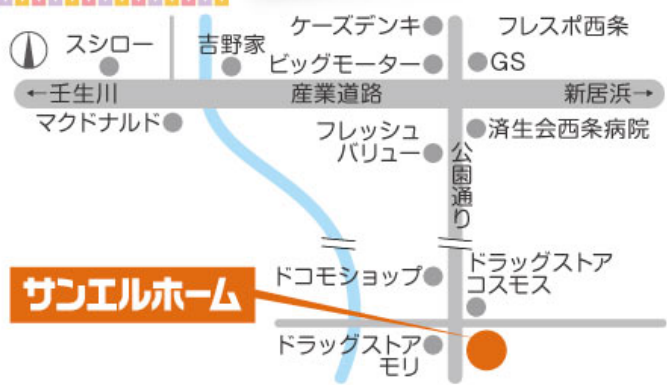 ケーズデンキ
フレスポ西条
スシロー
吉野家
ビッグモーター
GS
←壬生川
産業道路
新居浜→
マクドナルド
フレッシュ
バリュー
済生会西条病院
公園通り
ドコモショップ
ドラッグストア
コスモス
サンエルホーム
ドラッグストア
モリ